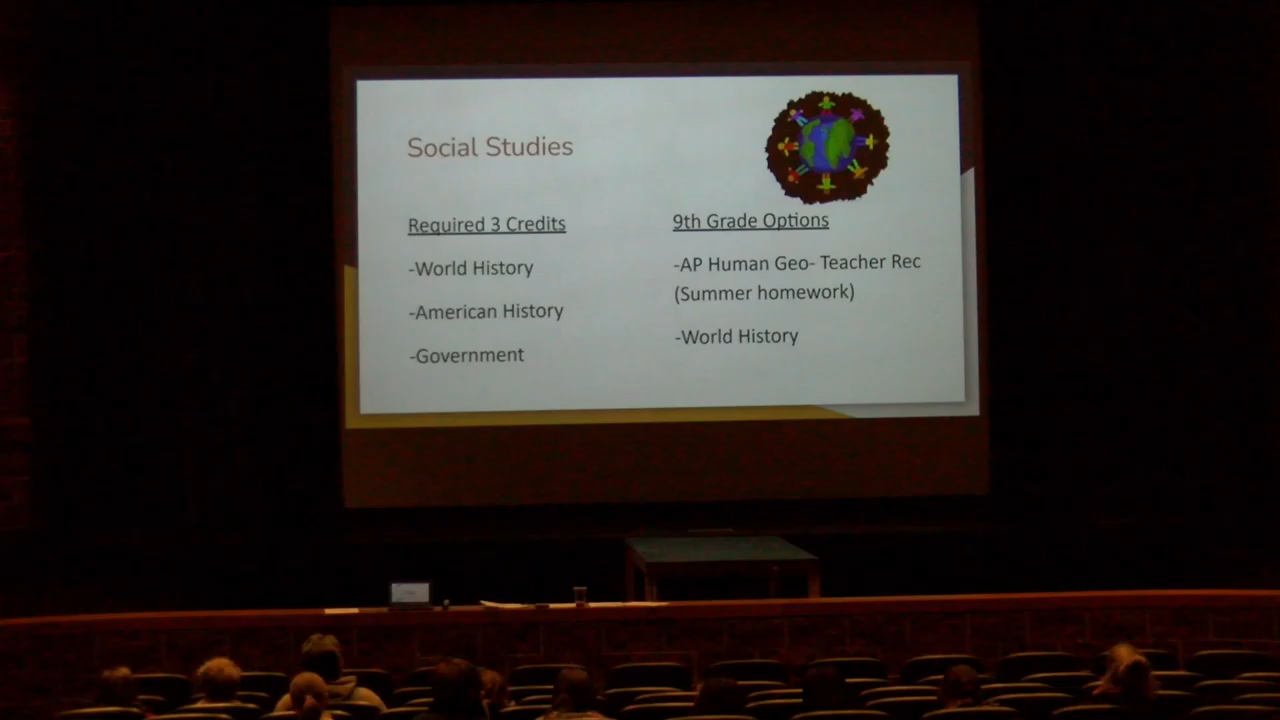 Social Studies
Required 3 Credits
-World History
-American History
-Government
9th Grade Options
-AP Human Geo- Teacher Rec
(Summer homework)
-World History